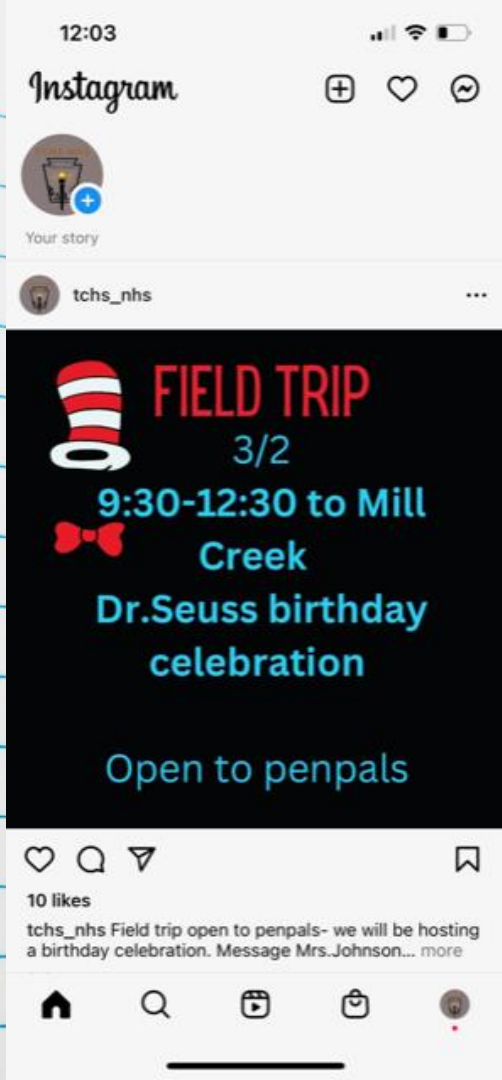 12:03
Instagram
Your story
tchs_nhs
FIELD TRIP
3/2
9:30-12:30 to Mill
Creek
Dr.Seuss birthday
celebration
Open to penpals
10 likes
tchs_nhs Field trip open to penpals- we will be hosting
a birthday celebration. Message Mrs.Johnson... more